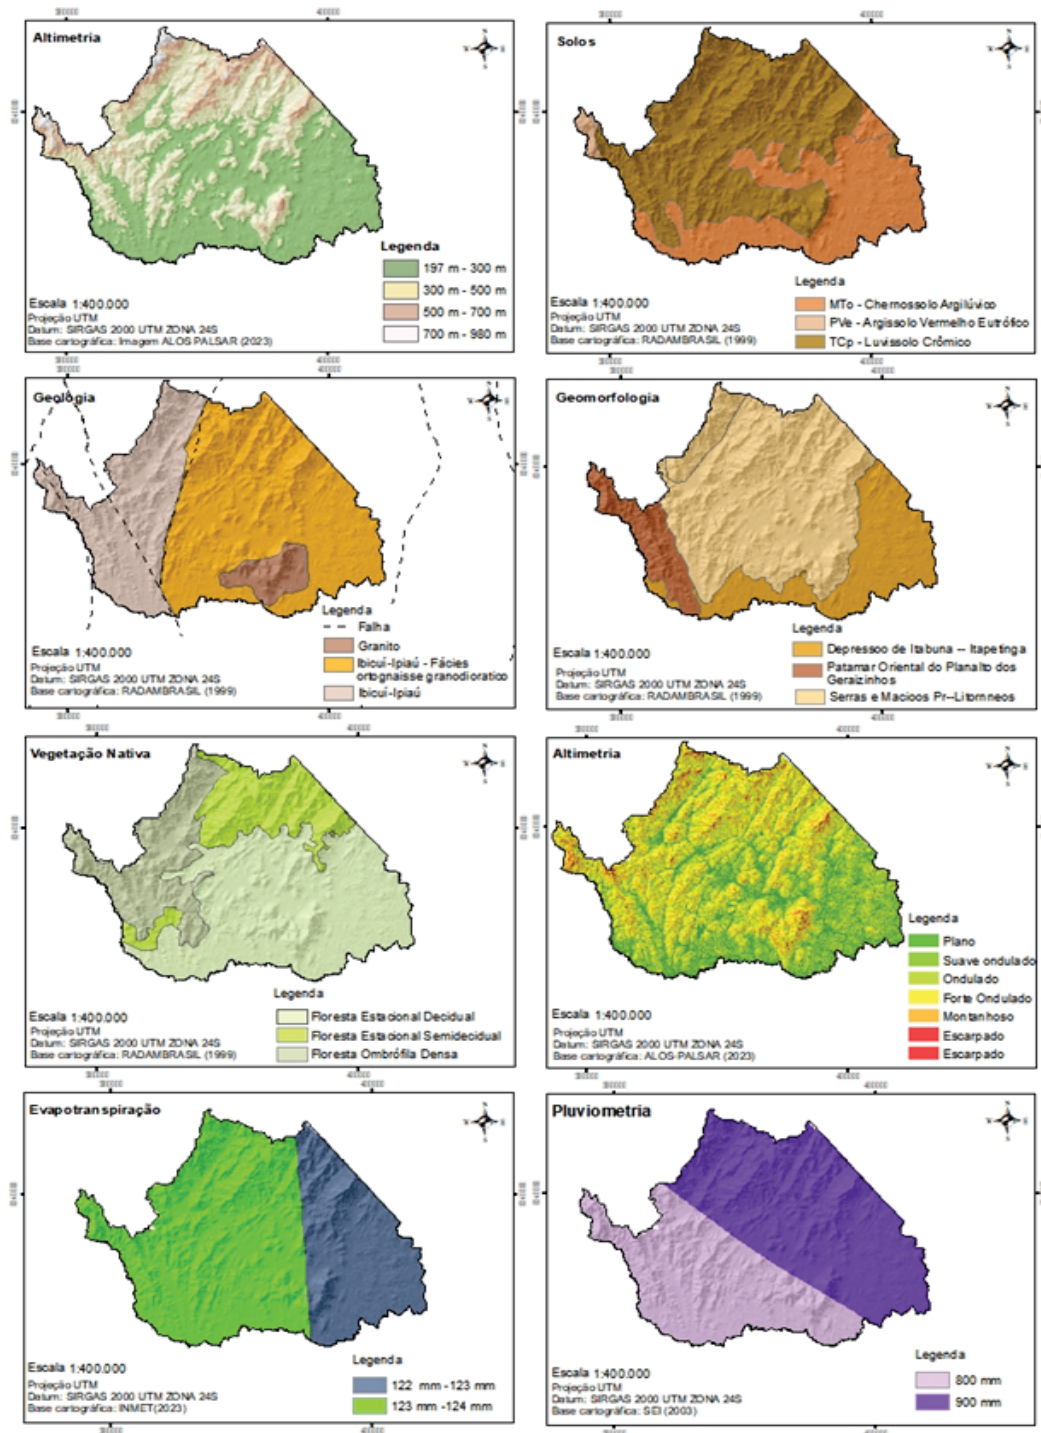 Altimetria
Legenda
197 m - 300 m
300 m - 500 m
500 m - 700 m
700 m - 980 m
Escala 1:400.000
Projeção UTM
Datum: SIRGAS 2000 UTM ZONA 24S
Base cartográfica: Imagem ALOS PALSAR (2023)
400000
Solos
Legenda
MTo - Chernossolo Argilúvico
PVe - Argissolo Vermelho Eutrófico
TCp - Luvissolo Crômico
Escala 1:400.000
Projeção UTM
Datum: SIRGAS 2000 UTM ZONA 24S
Base cartográfica: RADAMBRASIL (1999)
400000
Geologia
Legenda
Falha
Granito
Ibicuí-Ipiaú - Fácies
ortognaisse granodioratico
Ibicuí-Ipiaú
Escala 1:400.000
Projeção UTM
Datum: SIRGAS 2000 UTM ZONA 24S
Base cartográfica: RADAMBRASIL (1999)
400000
Geomorfologia
Legenda
Depressoo de Itabuna -- Itapetinga
Patamar Oriental do Planalto dos
Geraizinhos
Serras e Macioos Pr--Litornneos
Escala 1:400.000
Projeção UTM
Datum: SIRGAS 2000 UTM ZONA 24S
Base cartográfica: RADAMBRASIL (1999)
400000
Vegetação Nativa
Legenda
Floresta Estacional Decidual
Floresta Estacional Semidecidual
Floresta Ombrófila Densa
Escala 1:400.000
Projeção UTM
Datum: SIRGAS 2000 UTM ZONA 24S
Base cartográfica: RADAMBRASIL (1999)
400000
Altimetria
Legenda
Plano
Suave ondulado
Ondulado
Forte Ondulado
Montanhoso
Escarpado
Escarpado
Escala 1:400.000
Projeção UTM
Datum: SIRGAS 2000 UTM ZONA 24S
Base cartográfica: ALOS-PALSAR (2023)
400000
Evapotranspiração
Legenda
122 mm -123 mm
123 mm -124 mm
Escala 1:400.000
Projeção UTM
Datum: SIRGAS 2000 UTM ZONA 24S
Base cartográfica: INMET(2023)
400000
Pluviometria
Legenda
800 mm
900 mm
Escala 1:400.000
Projeção UTM
Datum: SIRGAS 2000 UTM ZONA 24S
Base cartográfica: SEI (2003)
400000